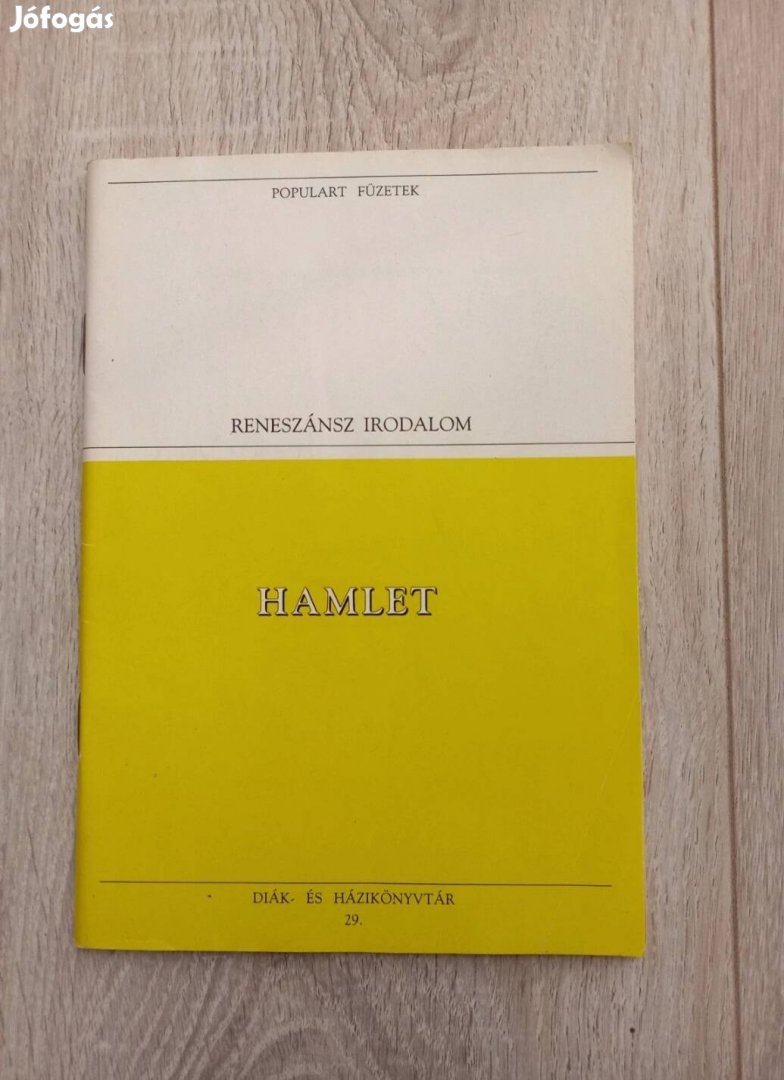 Jófogás
POPULART FÜZETEK
RENESZÁNSZ IRODALOM
HAMLET
DIÁK- ÉS HÁZIKÖNYVTÁR
29.